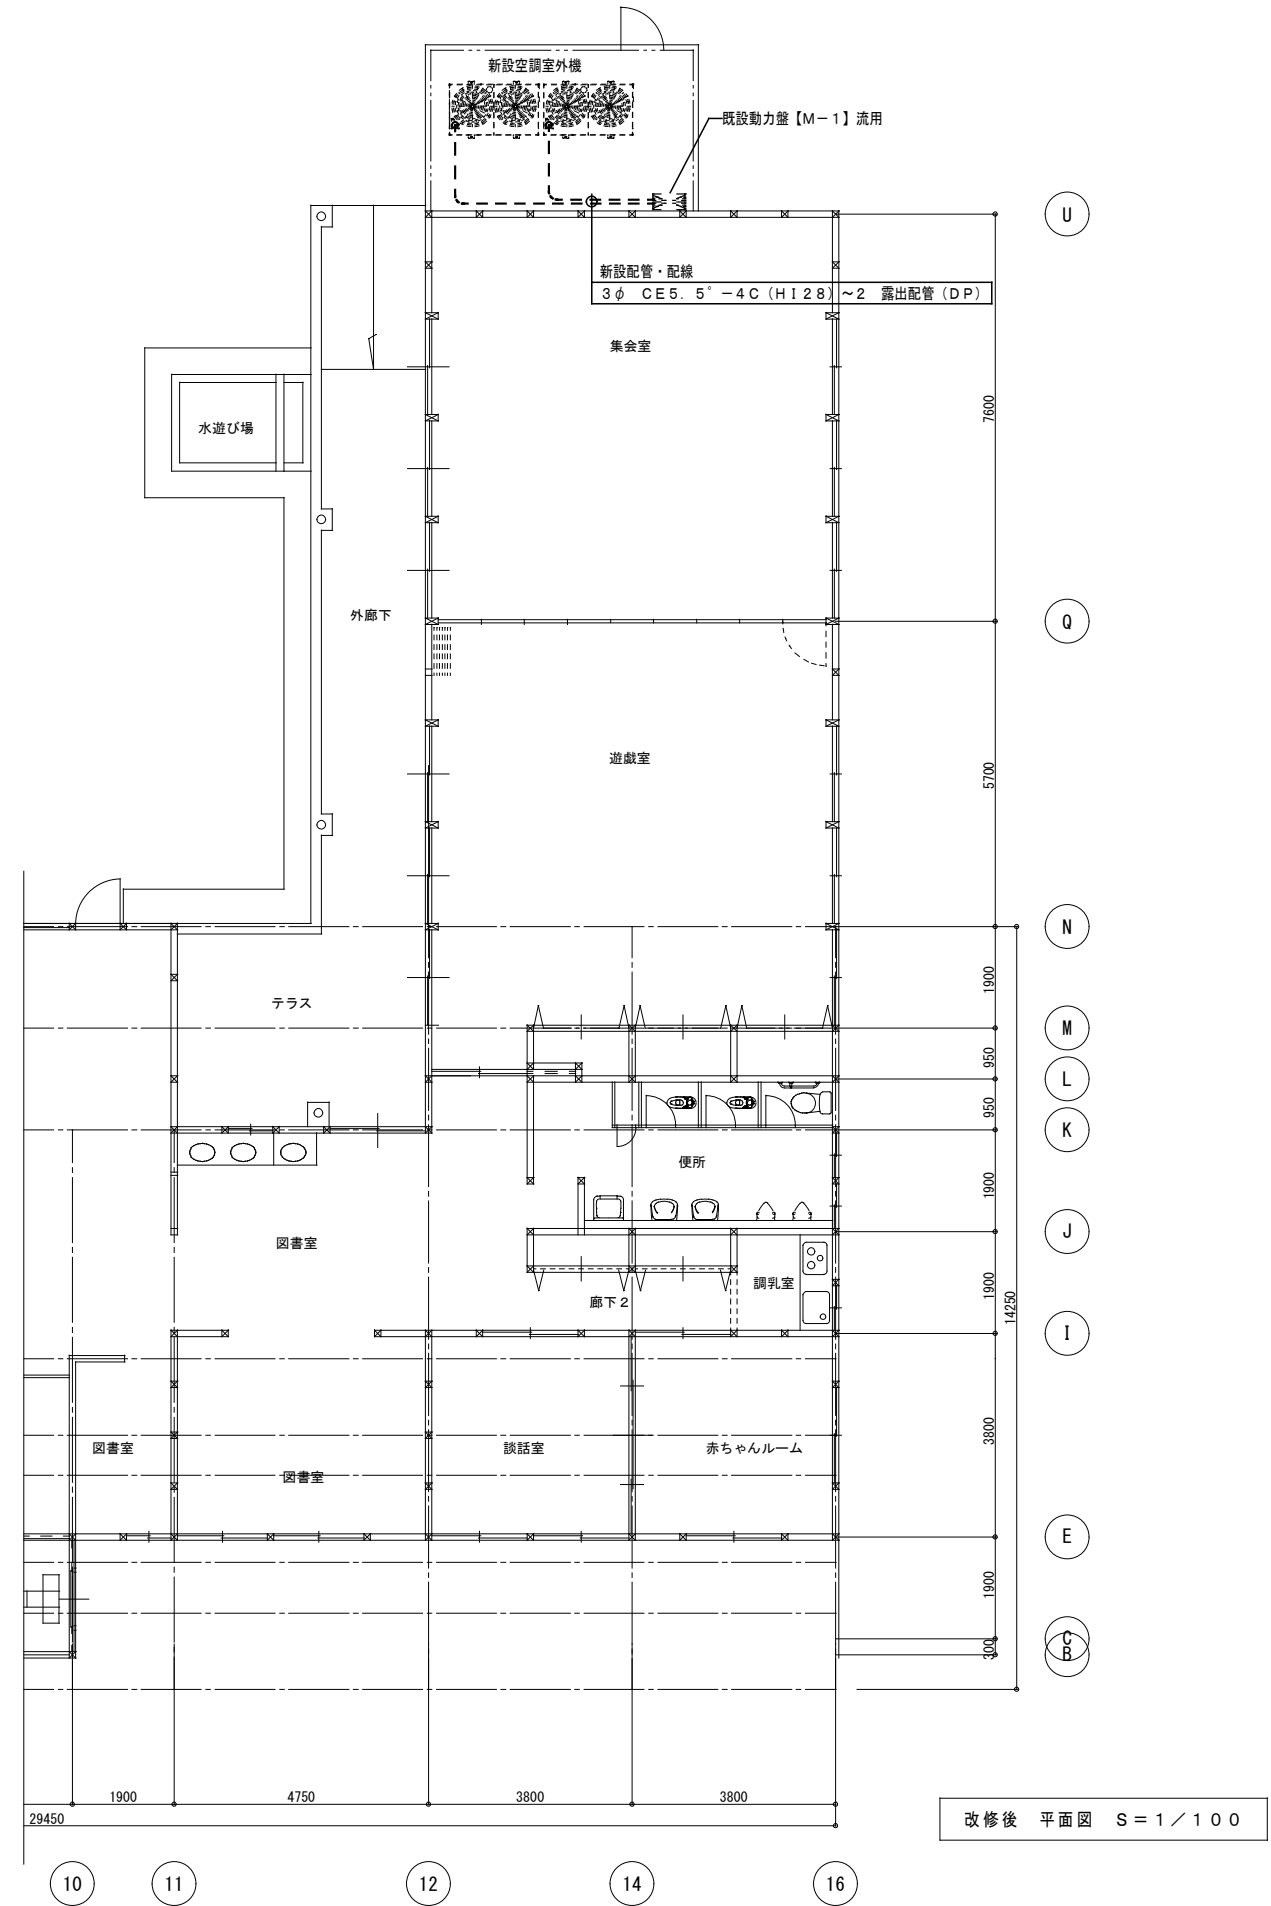 新設空調室外機
既設動力盤【M－1】流用
U
新設配管・配線
3φ　CE5．5゜－4C（HI28）～2　露出配管（DP）
集会室
7600
水遊び場
外廊下
Q
遊戯室
5700
N
テラス
1900
M
950
L
950
K
便所
1900
図書室
J
調乳室
廊下2
1900
14250
I
図書室
図書室
談話室
赤ちゃんルーム
3800
E
1900
C
300
B
1900
4750
3800
3800
29450
改修後　平面図　S＝1／100
10
11
12
14
16